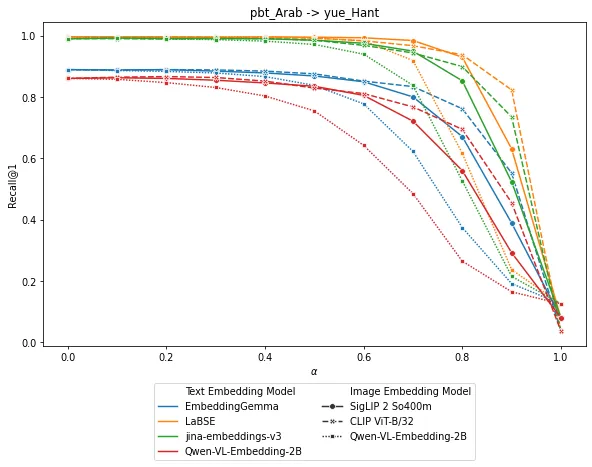 pbt_Arab -> yue_Hant
Recall@1
1.0
0.8
0.6
0.4
0.2
0.0
0.0 0.2 0.4 0.6 0.8 1.0
α
Text Embedding Model
EmbeddingGemma
LaBSE
jina-embeddings-v3
Qwen-VL-Embedding-2B
Image Embedding Model
SigLIP 2 So400m
CLIP ViT-B/32
Qwen-VL-Embedding-2B